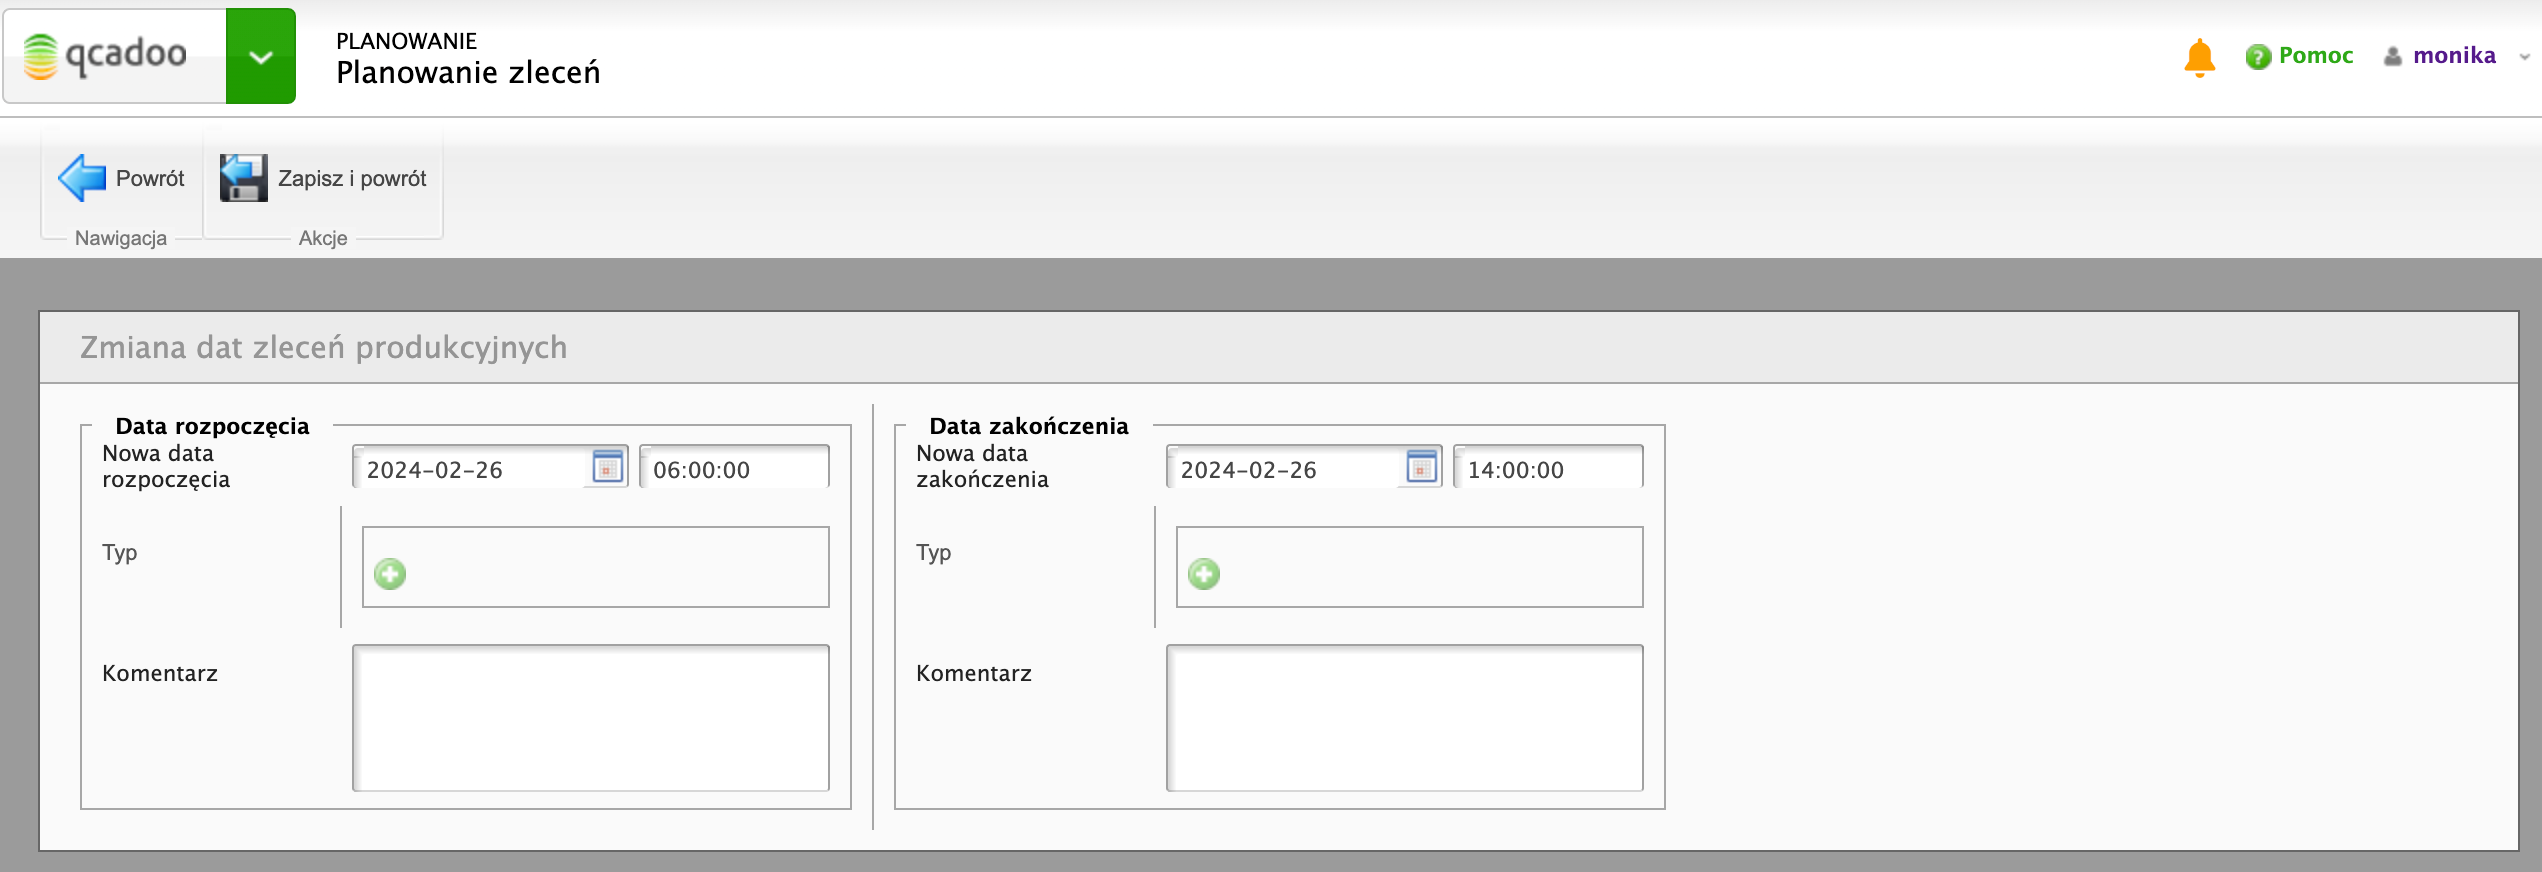 qcadoo
PLANOWANIE
Planowanie zleceń
Pomoc
monika
Powrót
Zapisz i powrót
Nawigacja
Akcje
Zmiana dat zleceń produkcyjnych
Data rozpoczęcia
Nowa data
rozpoczęcia
2024-02-26
06:00:00
Typ
Komentarz
Data zakończenia
Nowa data
zakończenia
2024-02-26
14:00:00
Typ
Komentarz